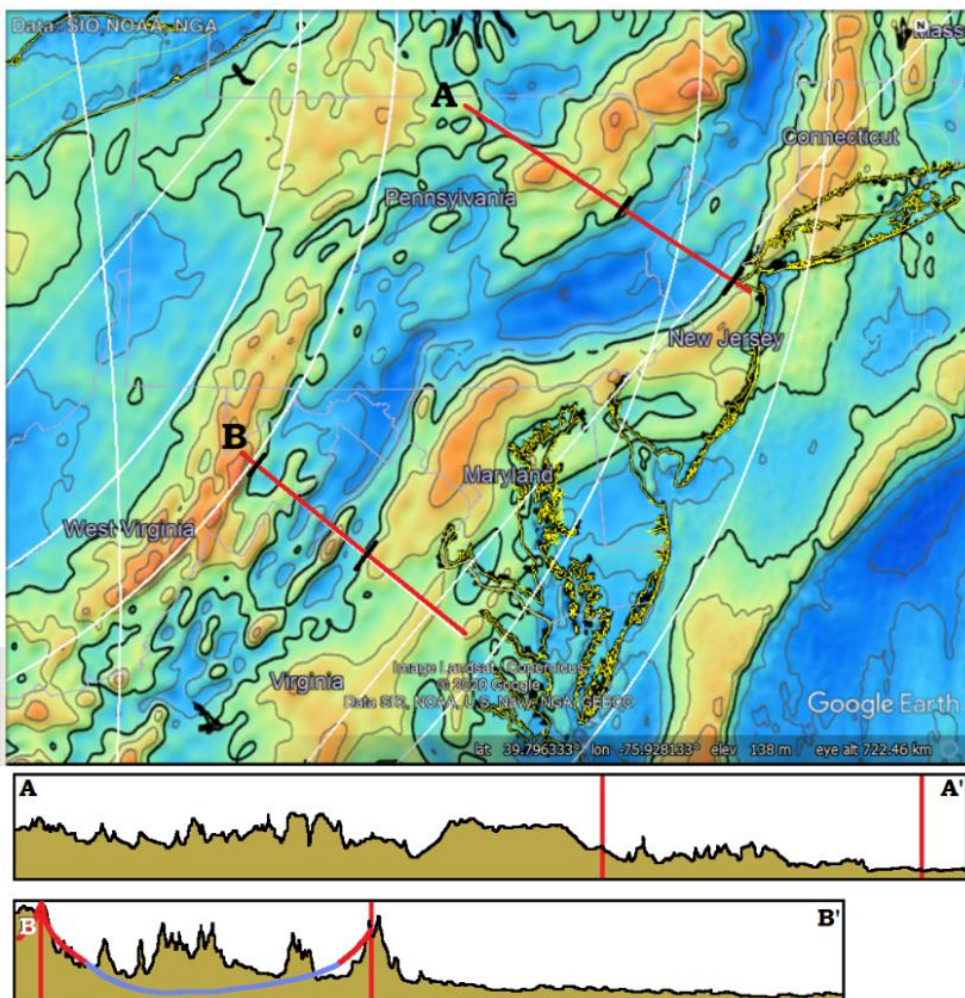 Data: SIO, NOAA, NGA
N
Mass
A
Connecticut
Pennsylvania
New Jersey
B
Maryland
West Virginia
Virginia
Image Landsat / Copernicus
© 2020 Google
Data SIO, NOAA, U.S. Navy, NGA, GEBCO
Google Earth
lat 39.796333° lon -75.928133° elev 138 m eye alt 722.46 km
A A'
B B'